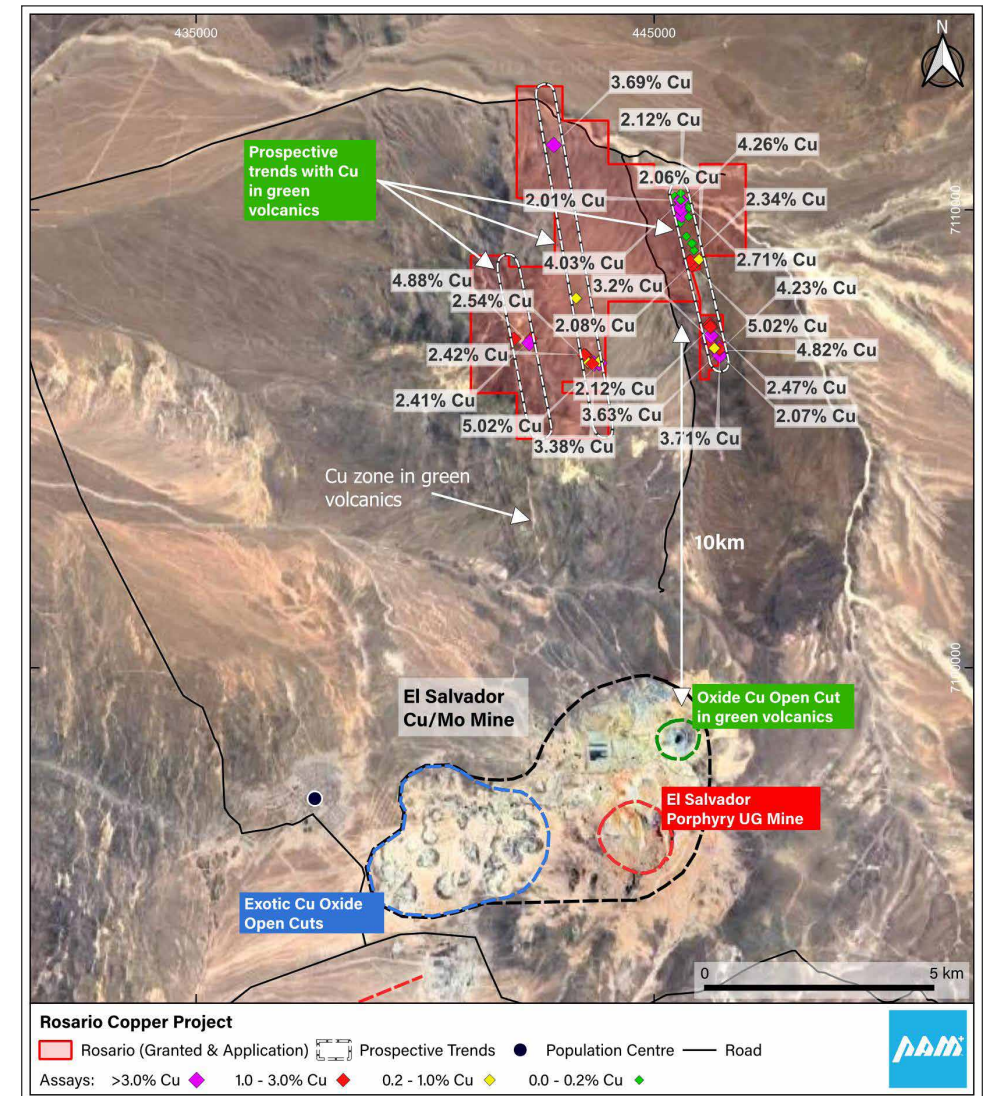 435000
445000
N
3.69% Cu
2.12% Cu
4.26% Cu
Prospective
trends with Cu
in green
volcanics
2.06% Cu
2.01% Cu
2.34% Cu
7110000
4.03% Cu
2.71% Cu
4.88% Cu
3.2% Cu
4.23% Cu
2.54% Cu
2.08% Cu
5.02% Cu
2.42% Cu
4.82% Cu
2.12% Cu
2.47% Cu
2.41% Cu
3.63% Cu
2.07% Cu
5.02% Cu
3.71% Cu
3.38% Cu
Cu zone in green
volcanics
10km
7100000
El Salvador
Cu/Mo Mine
Oxide Cu Open Cut
in green volcanics
El Salvador
Porphyry UG Mine
Exotic Cu Oxide
Open Cuts
0 5 km
Rosario Copper Project
Rosario (Granted & Application) Prospective Trends Population Centre Road
Assays: >3.0% Cu 1.0 - 3.0% Cu 0.2 - 1.0% Cu 0.0 - 0.2% Cu
PAM+